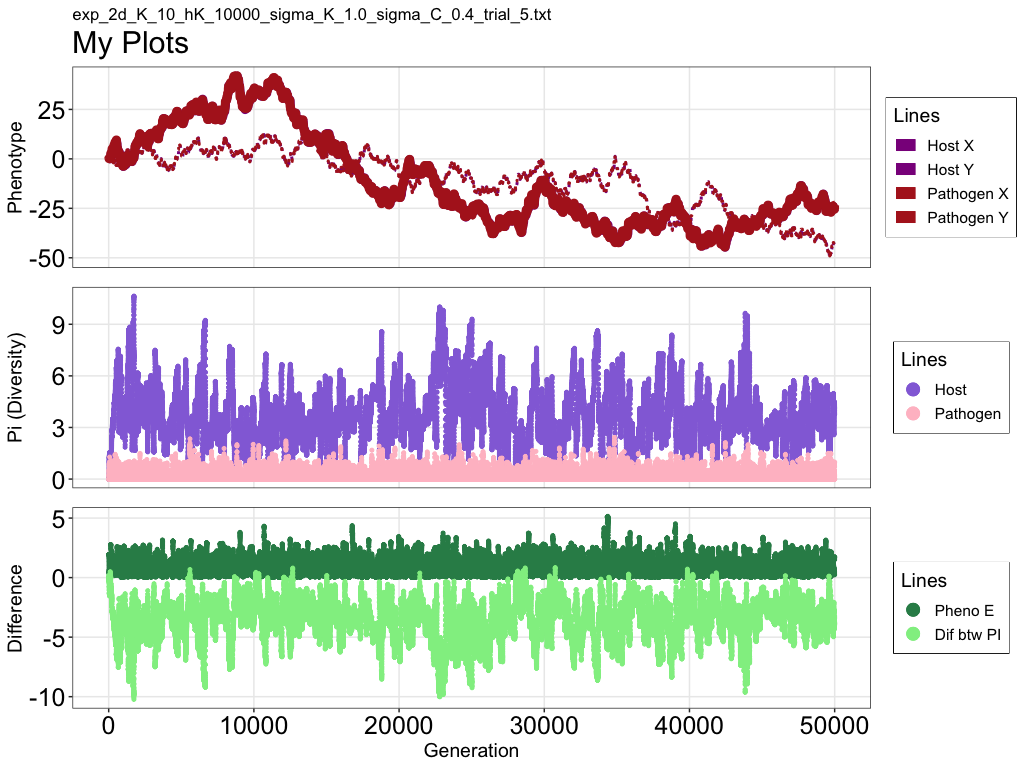 exp_2d_K_10_hK_10000_sigma_K_1.0_sigma_C_0.4_trial_5.txt
My Plots
Phenotype
25
0
-25
-50
Lines
Host X
Host Y
Pathogen X
Pathogen Y
Pi (Diversity)
9
6
3
0
Lines
Host
Pathogen
Difference
5
0
-5
-10
Lines
Pheno E
Dif btw PI
0 10000 20000 30000 40000 50000
Generation